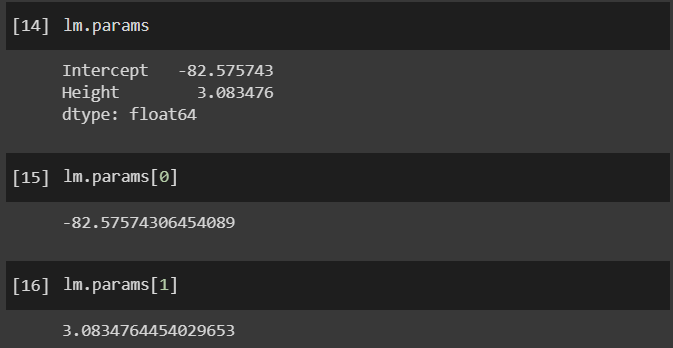 [14] lm.params
Intercept   -82.575743
Height         3.083476
dtype: float64
[15] lm.params[0]
-82.57574306454089
[16] lm.params[1]
3.0834764454029653